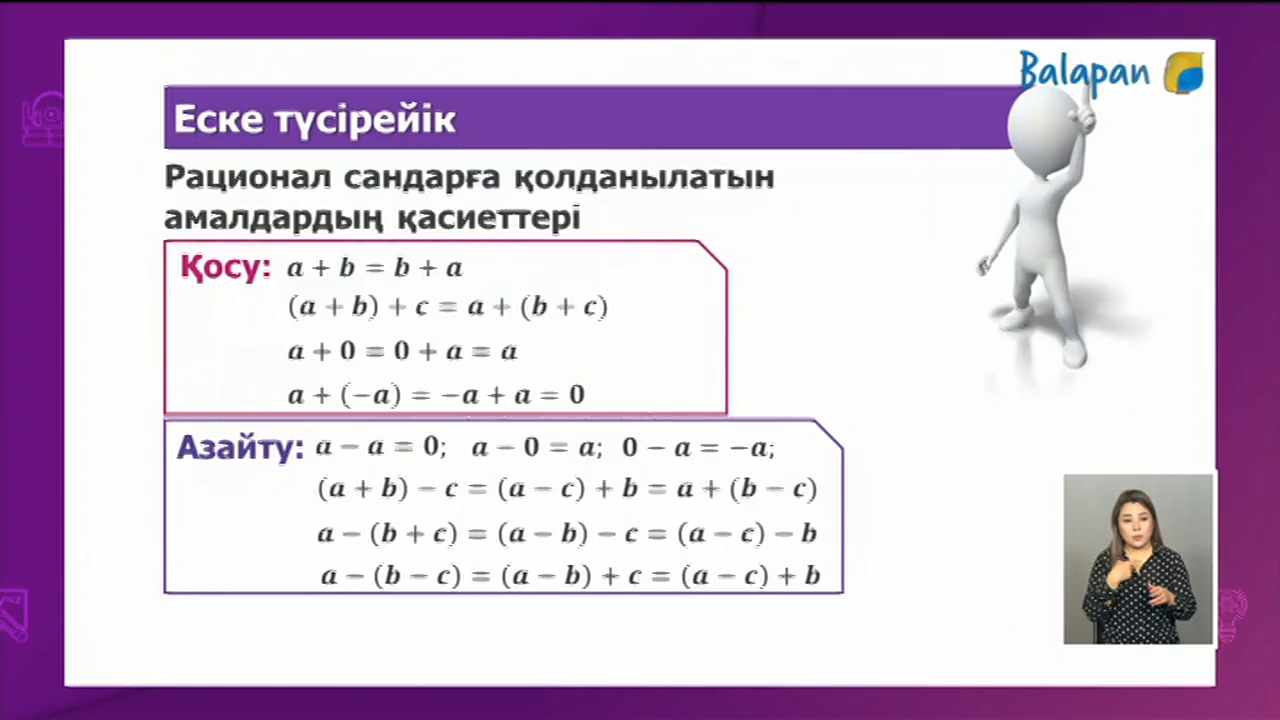 Balapan
Еске түсірейік
Рационал сандарға қолданылатын
амалдардың қасиеттері
Қосу: a + b = b + a
(a + b) + c = a + (b + c)
a + 0 = 0 + a = a
a + (−a) = −a + a = 0
Азайту: a − a = 0; a − 0 = a; 0 − a = −a;
(a + b) − c = (a − c) + b = a + (b − c)
a − (b + c) = (a − b) − c = (a − c) − b
a − (b − c) = (a − b) + c = (a − c) + b